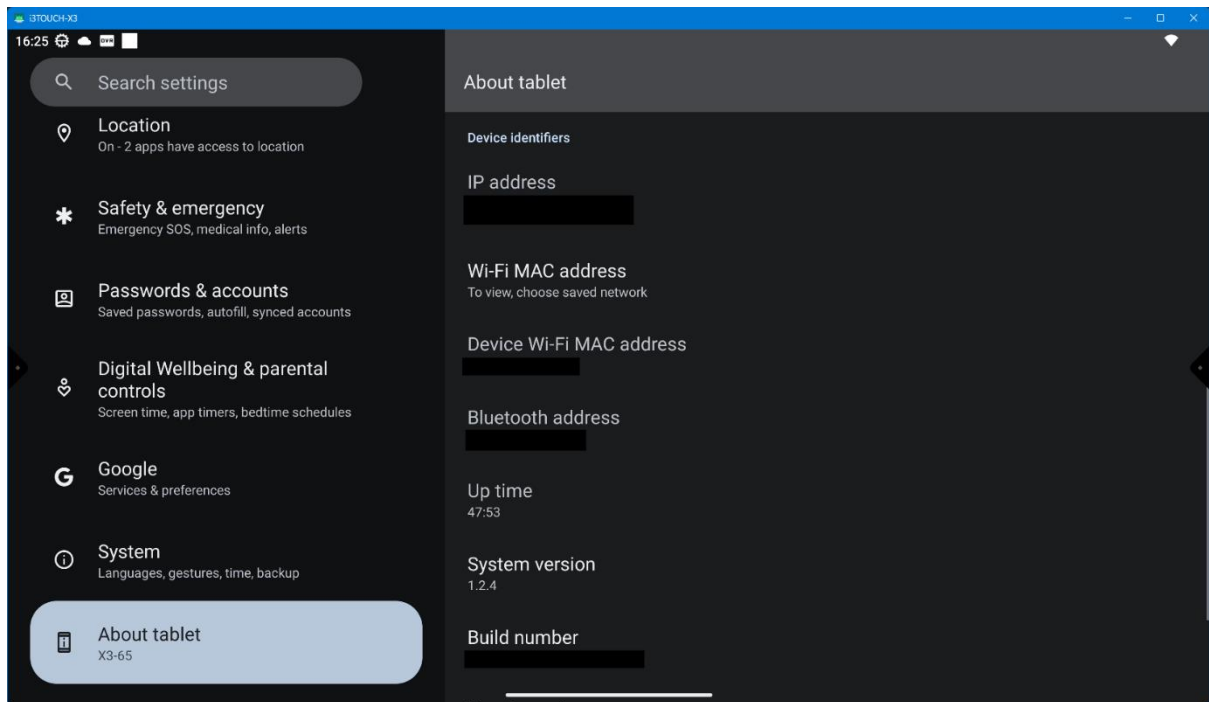 i3TOUCH-X3
16:25
Search settings
Location
On - 2 apps have access to location
Safety & emergency
Emergency SOS, medical info, alerts
Passwords & accounts
Saved passwords, autofill, synced accounts
Digital Wellbeing & parental
controls
Screen time, app timers, bedtime schedules
Google
Services & preferences
System
Languages, gestures, time, backup
About tablet
X3-65
About tablet
Device identifiers
IP address
Wi-Fi MAC address
To view, choose saved network
Device Wi-Fi MAC address
Bluetooth address
Up time
47:53
System version
1.2.4
Build number